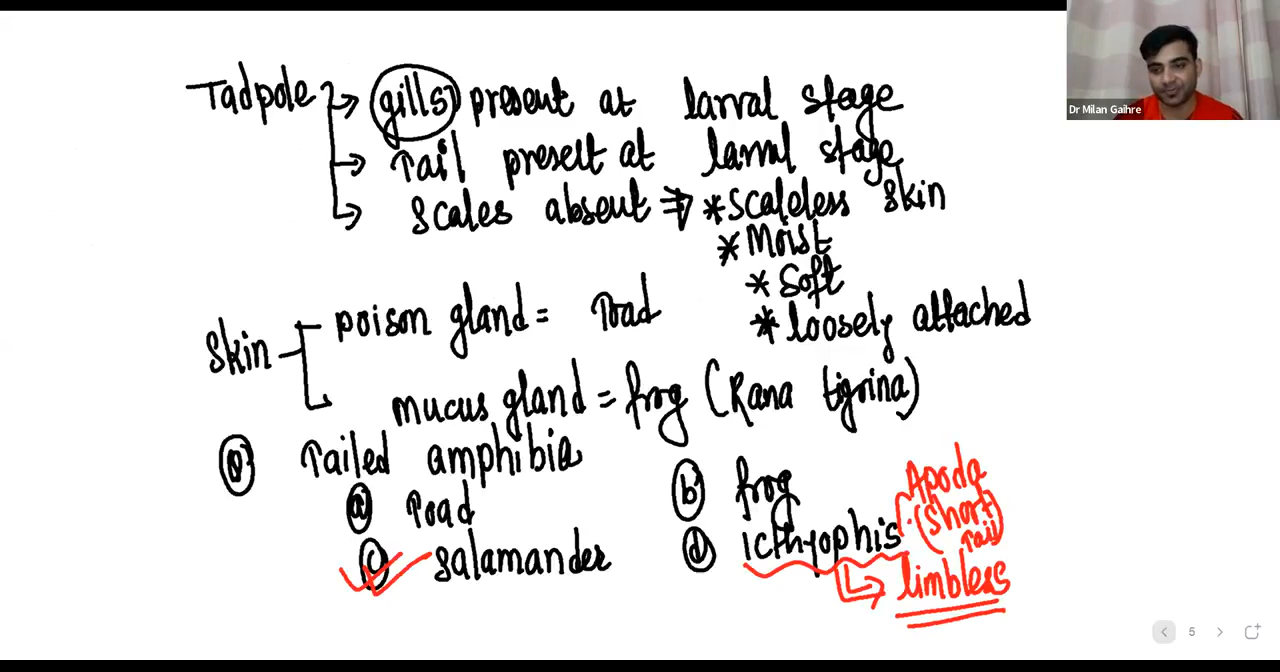 Tadpole → gills present at larval stage
→ Tail present at larval stage
→ Scales absent ⇒ * Scaleless skin
* Moist
* Soft
* loosely attached
Skin poison gland = Toad
mucus gland = frog (Rana tigrina)
Q Tailed amphibia
(a) Toad (b) frog
(c) salamander (d) icthyophis
Apoda
(short tail)
limbless
Dr Milan Gaihre
5